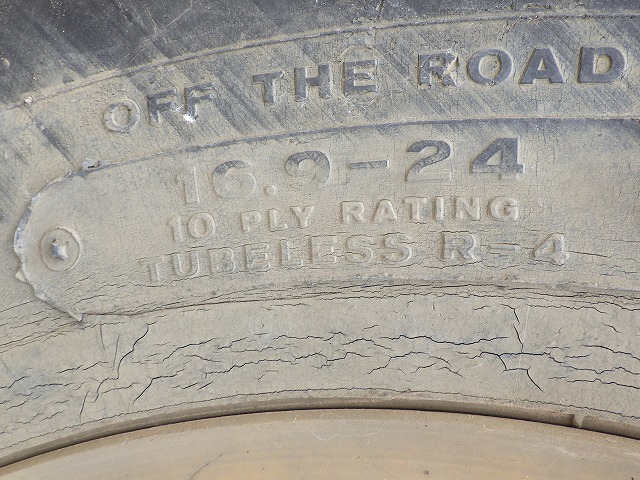 OFF THE ROAD
16.9-24
10 PLY RATING
TUBELESS R-4